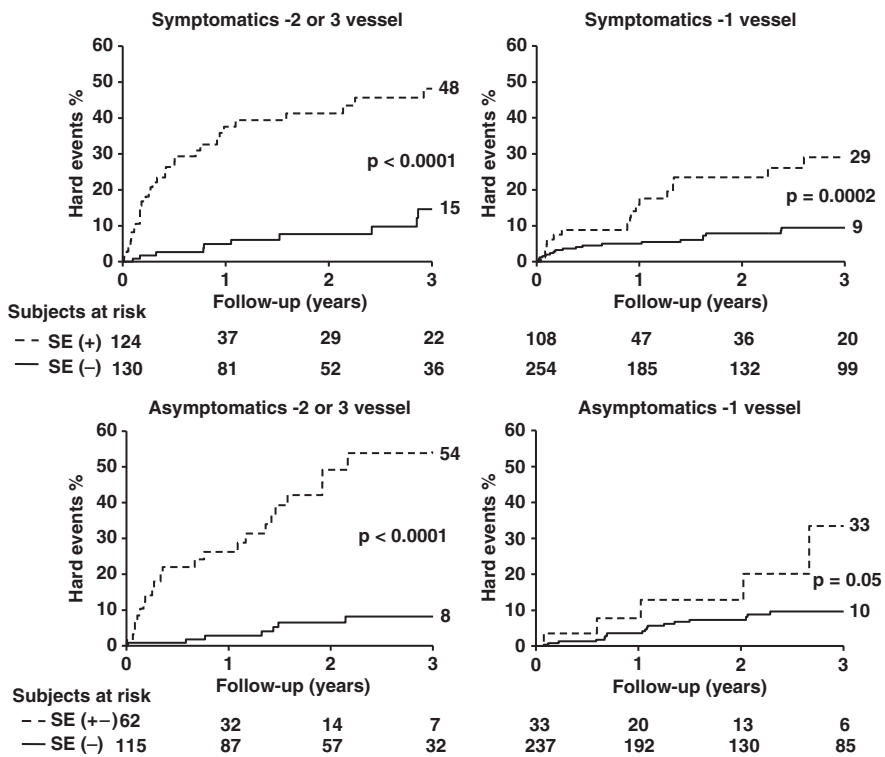 Symptomatics -2 or 3 vessel
Hard events %
60
50
40
30
20
10
0
48
p < 0.0001
15
0 1 2 3
Follow-up (years)
Symptomatics -1 vessel
Hard events %
60
50
40
30
20
10
0
29
p = 0.0002
9
0 1 2 3
Follow-up (years)
Subjects at risk
SE (+) 124 37 29 22 108 47 36 20
SE (–) 130 81 52 36 254 185 132 99
Asymptomatics -2 or 3 vessel
Hard events %
60
50
40
30
20
10
0
54
p < 0.0001
8
0 1 2 3
Follow-up (years)
Asymptomatics -1 vessel
Hard events %
60
50
40
30
20
10
0
33
p = 0.05
10
0 1 2 3
Follow-up (years)
Subjects at risk
SE (+–) 62 32 14 7 33 20 13 6
SE (–) 115 87 57 32 237 192 130 85